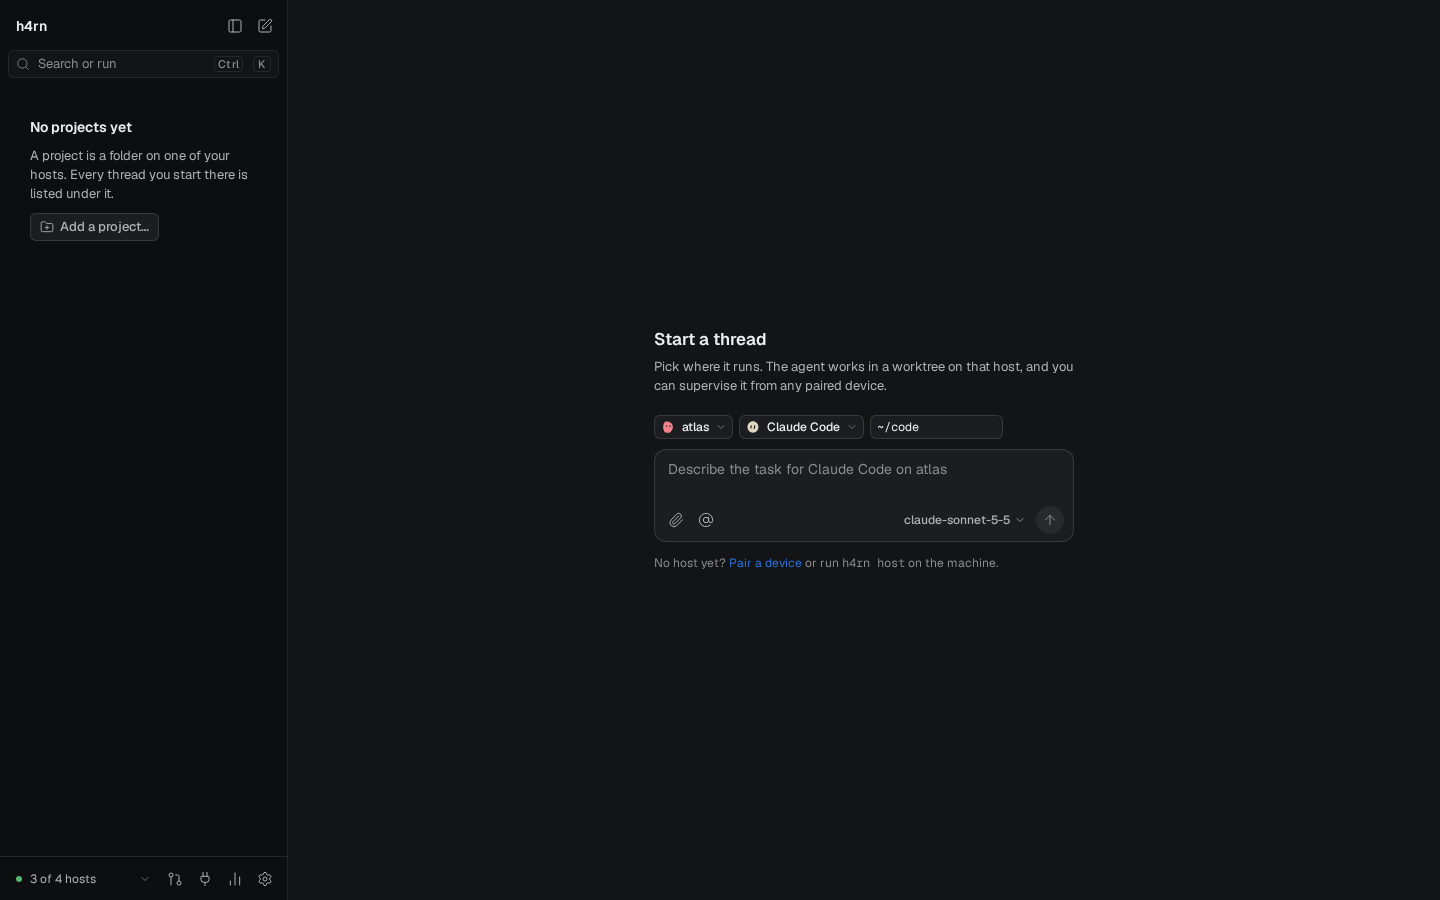 h4rn
Search or run Ctrl K
No projects yet
A project is a folder on one of your
hosts. Every thread you start there is
listed under it.
Add a project...
Start a thread
Pick where it runs. The agent works in a worktree on that host, and you
can supervise it from any paired device.
atlas Claude Code ~/code
Describe the task for Claude Code on atlas
claude-sonnet-5-5
No host yet? Pair a device or run h4rn host on the machine.
3 of 4 hosts